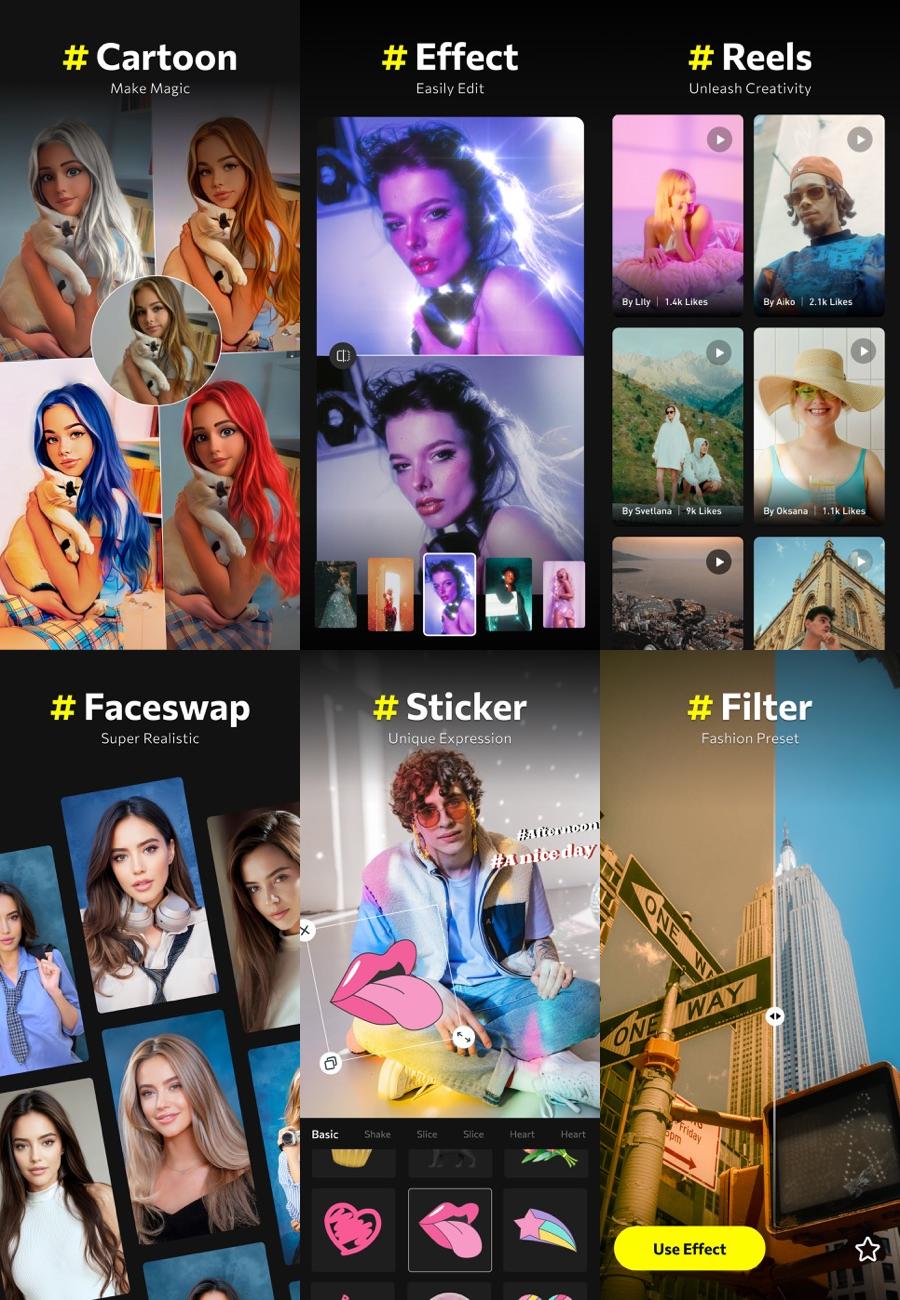 # Cartoon
Make Magic
# Effect
Easily Edit
# Reels
Unleash Creativity
By Lily | 1.4k Likes
By Aiko | 2.1k Likes
By Svetlana | 9k Likes
By Oksana | 1.1k Likes
# Faceswap
Super Realistic
# Sticker
Unique Expression
#Afternoon
#A nice day
Basic Shake Slice Slice Heart Heart
# Filter
Fashion Preset
ONE WAY
ONE WAY
Friday
pm
Use Effect